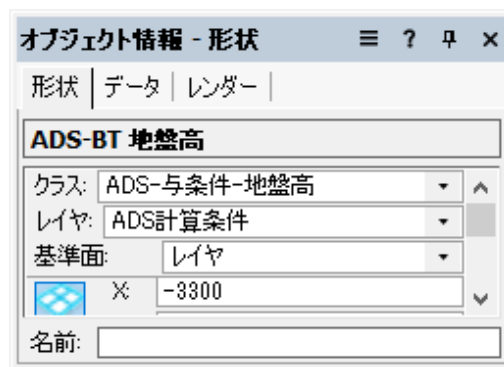 オブジェクト情報 - 形状
形状 データ レンダー
ADS-BT 地盤高
クラス: ADS-与条件-地盤高
レイヤ: ADS計算条件
基準面: レイヤ
X: -3300
名前: